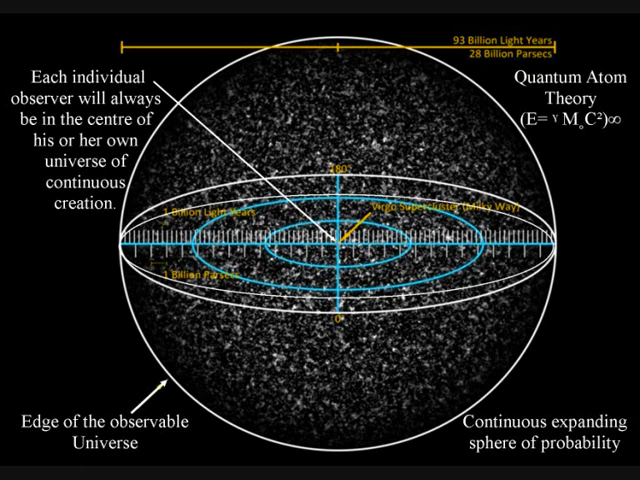 93 Billion Light Years
28 Billion Parsecs
Each individual
observer will always
be in the centre of
his or her own
universe of
continuous
creation.
Quantum Atom
Theory
(E= ᵞ M˳C²)∞
180°
Virgo Supercluster (Milky Way)
1 Billion Light Years
1 Billion Parsecs
0°
Edge of the observable
Universe
Continuous expanding
sphere of probability